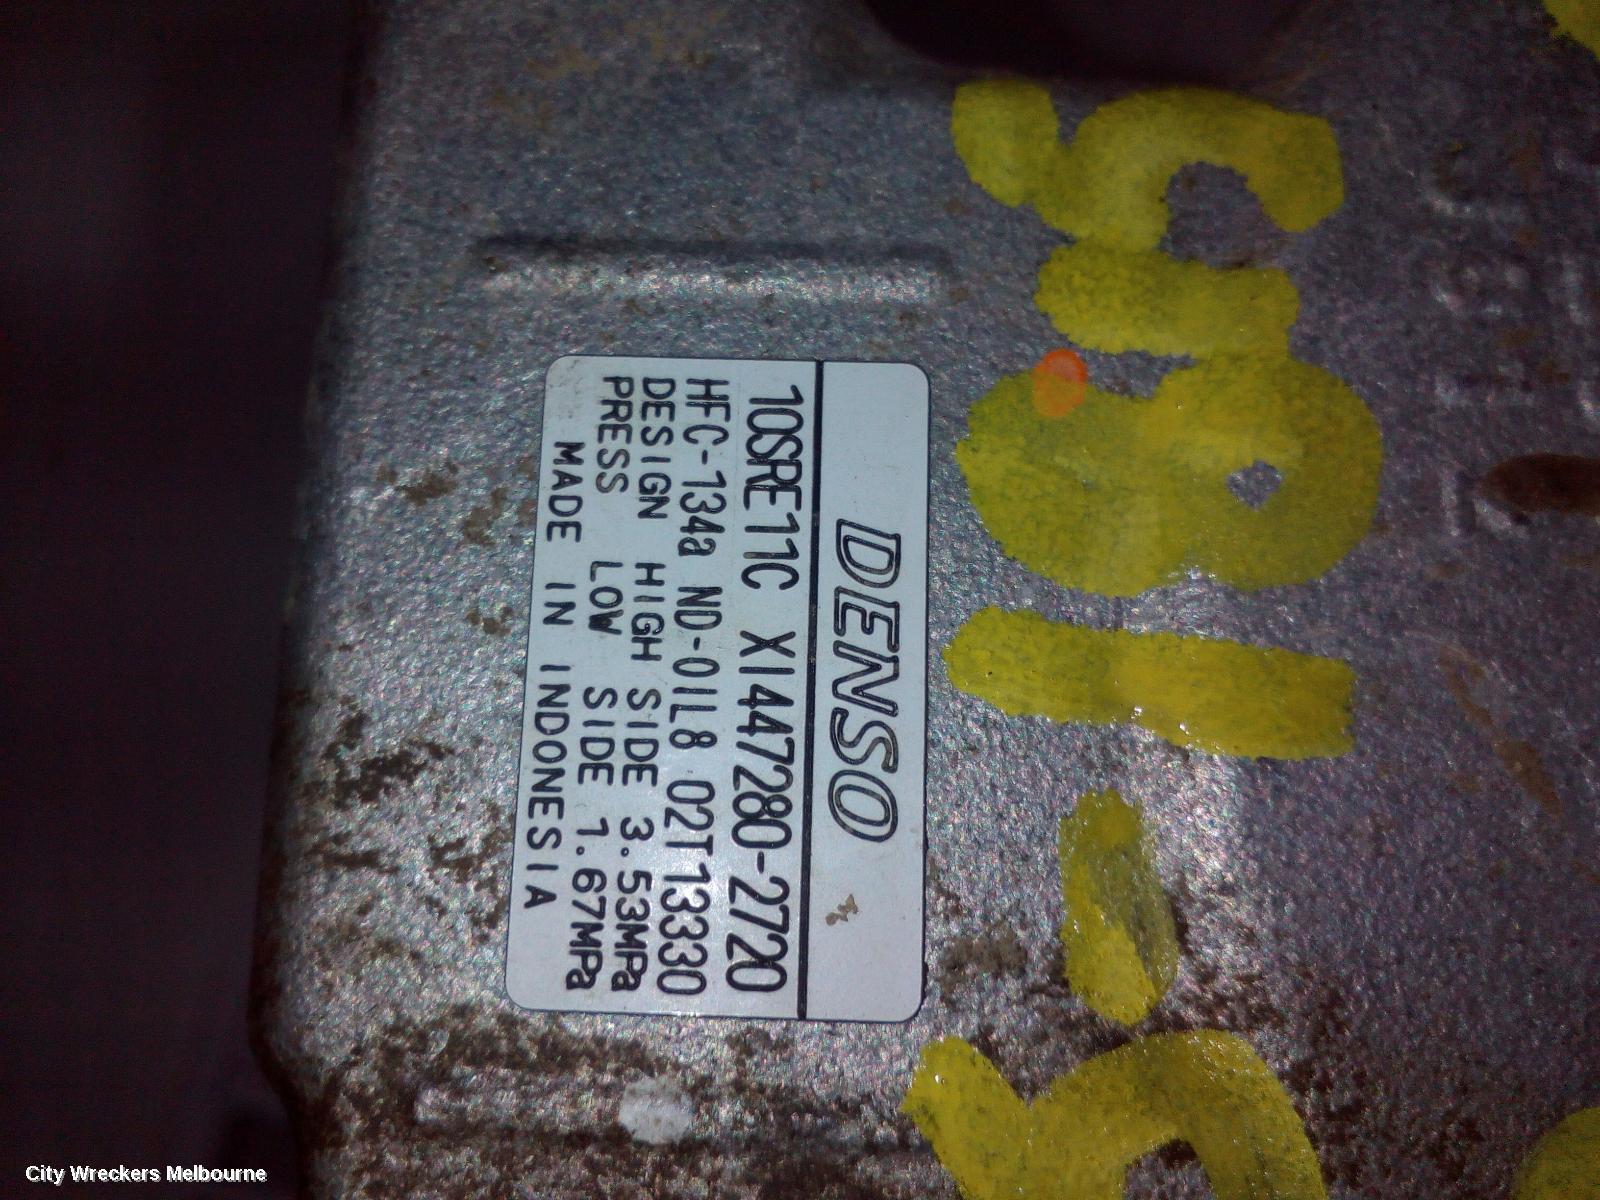 DENSO
10SRE11C XI447280-2720
HFC-134a ND-OIL8 02T13330
DESIGN HIGH SIDE 3.53MPa
PRESS LOW SIDE 1.67MPa
MADE IN INDONESIA
City Wreckers Melbourne